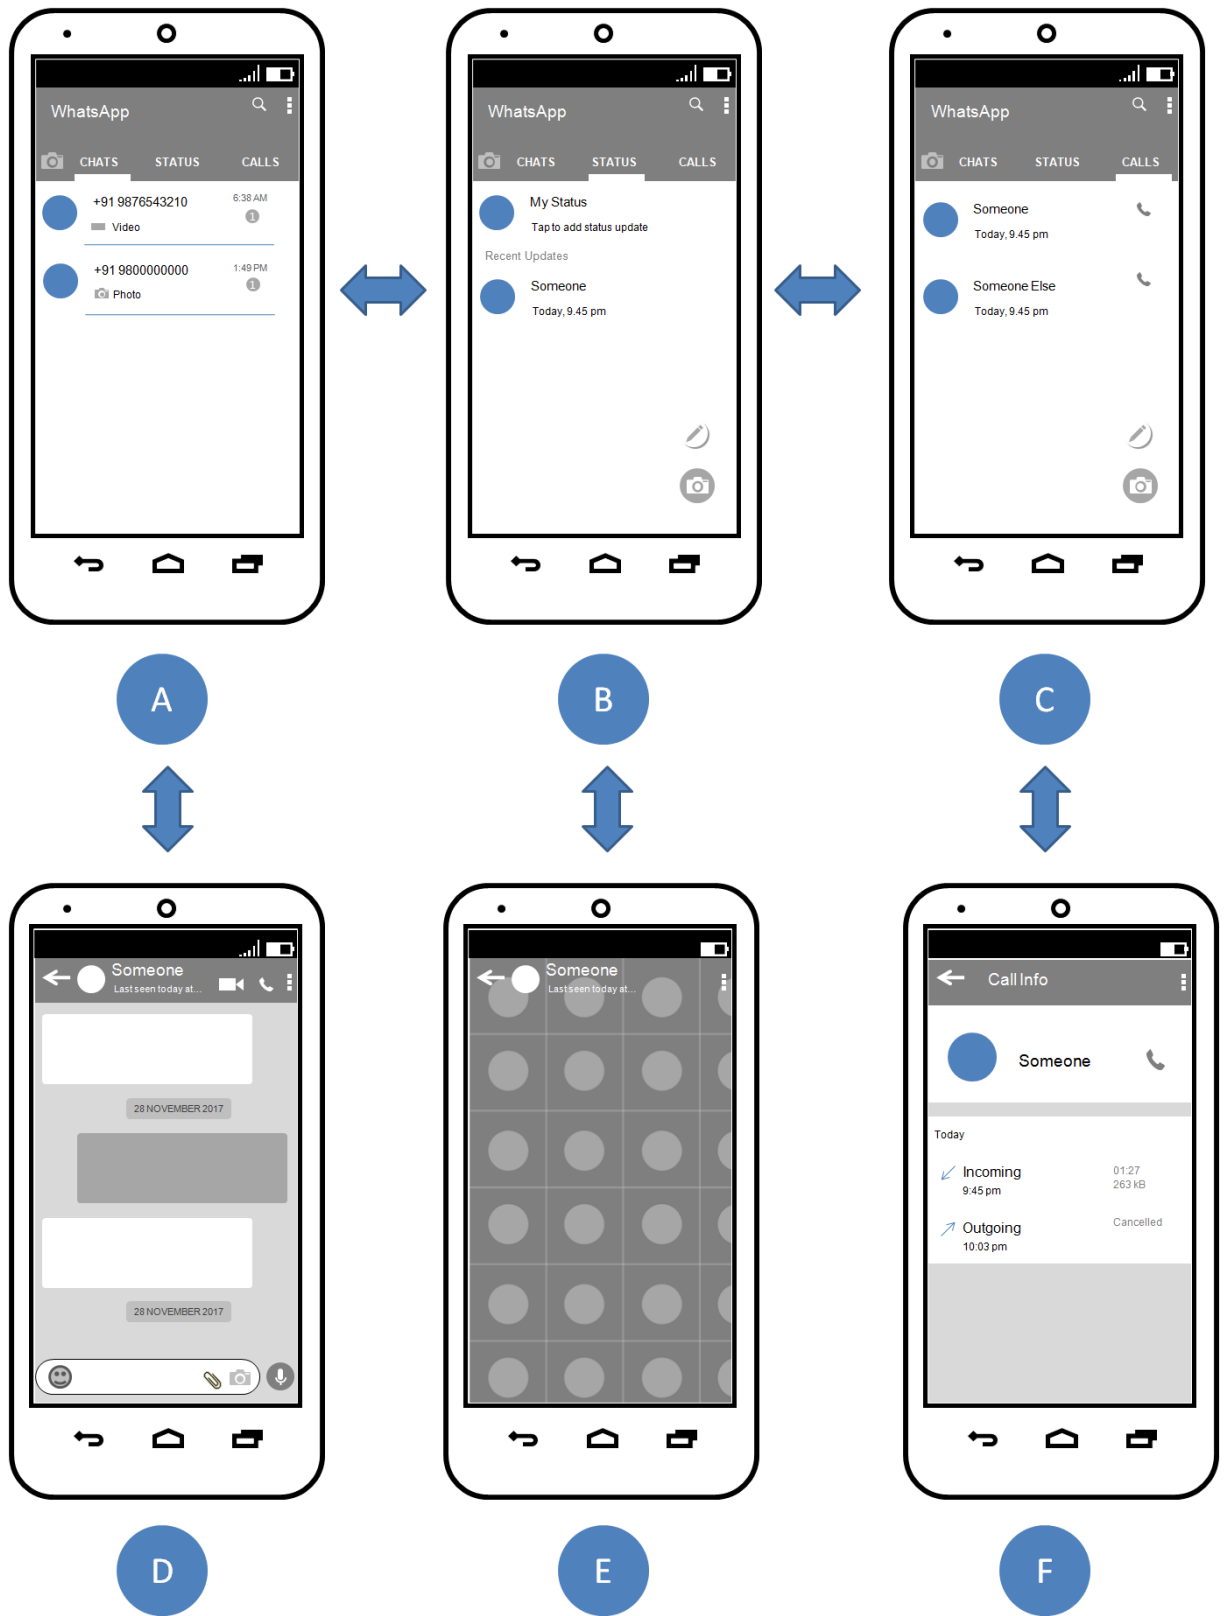 WhatsApp
CHATS STATUS CALLS
+91 9876543210 6:38 AM
Video 1
+91 9800000000 1:49 PM
Photo 1
WhatsApp
CHATS STATUS CALLS
My Status
Tap to add status update
Recent Updates
Someone
Today, 9.45 pm
WhatsApp
CHATS STATUS CALLS
Someone
Today, 9.45 pm
Someone Else
Today, 9.45 pm
A
B
C
Someone
Last seen today at...
28 NOVEMBER 2017
28 NOVEMBER 2017
Someone
Last seen today at...
Call Info
Someone
Today
Incoming 01:27
9:45 pm 263 kB
Outgoing Cancelled
10:03 pm
D
E
F